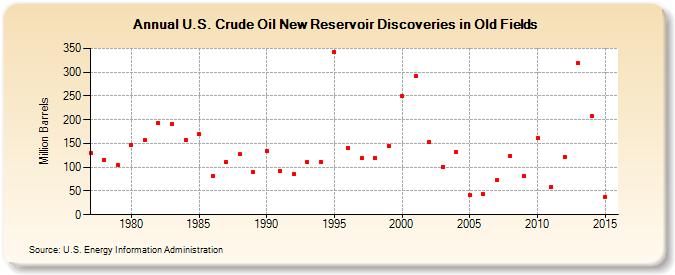 Annual U.S. Crude Oil New Reservoir Discoveries in Old Fields
Million Barrels
350
300
250
200
150
100
50
0
1980 1985 1990 1995 2000 2005 2010 2015
Source: U.S. Energy Information Administration